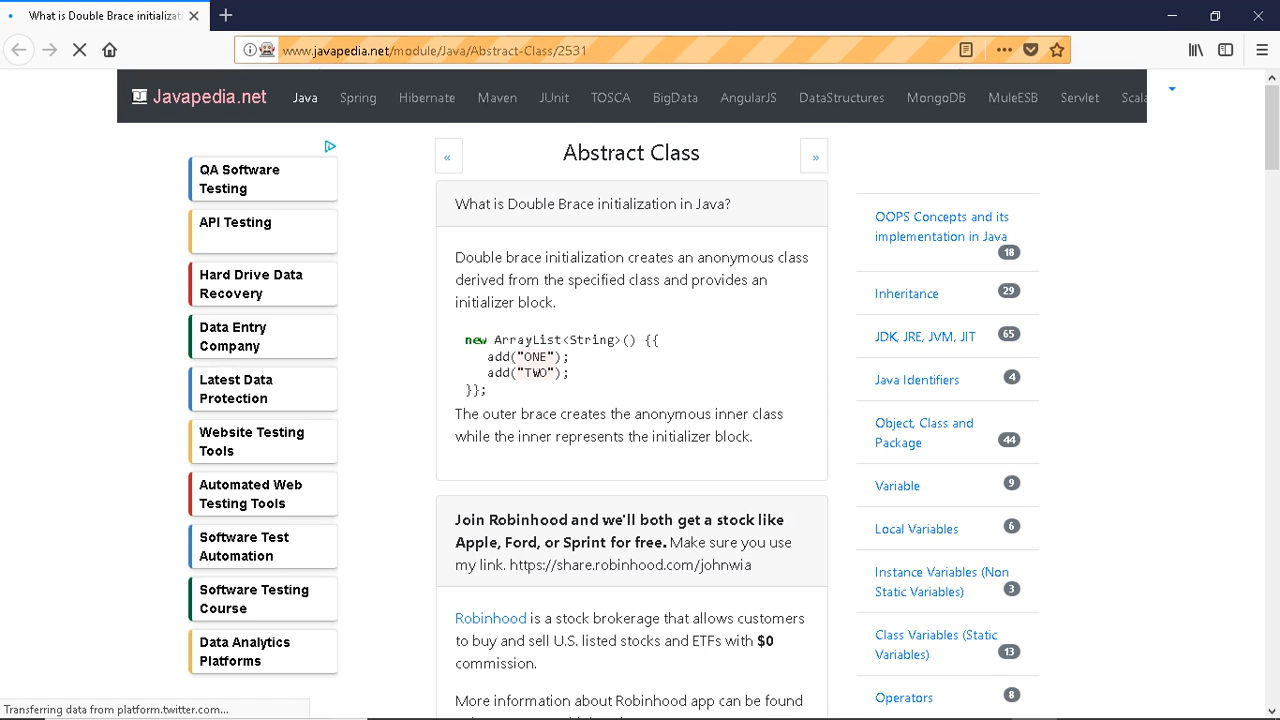 What is Double Brace initializat
www.javapedia.net/module/Java/Abstract-Class/2531
Javapedia.net Java Spring Hibernate Maven JUnit TOSCA BigData AngularJS DataStructures MongoDB MuleESB Servlet Scala
QA Software
Testing
API Testing
Hard Drive Data
Recovery
Data Entry
Company
Latest Data
Protection
Website Testing
Tools
Automated Web
Testing Tools
Software Test
Automation
Software Testing
Course
Data Analytics
Platforms
« Abstract Class »
What is Double Brace initialization in Java?
Double brace initialization creates an anonymous class
derived from the specified class and provides an
initializer block.
new ArrayList<String>() {{
add("ONE");
add("TWO");
}};
The outer brace creates the anonymous inner class
while the inner represents the initializer block.
Join Robinhood and we'll both get a stock like
Apple, Ford, or Sprint for free. Make sure you use
my link. https://share.robinhood.com/johnwia
Robinhood is a stock brokerage that allows customers
to buy and sell U.S. listed stocks and ETFs with $0
commission.
More information about Robinhood app can be found
OOPS Concepts and its
implementation in Java
18
Inheritance 29
JDK, JRE, JVM, JIT 65
Java Identifiers 4
Object, Class and
Package 44
Variable 9
Local Variables 6
Instance Variables (Non
Static Variables) 3
Class Variables (Static
Variables) 13
Operators 8
Transferring data from platform.twitter.com...